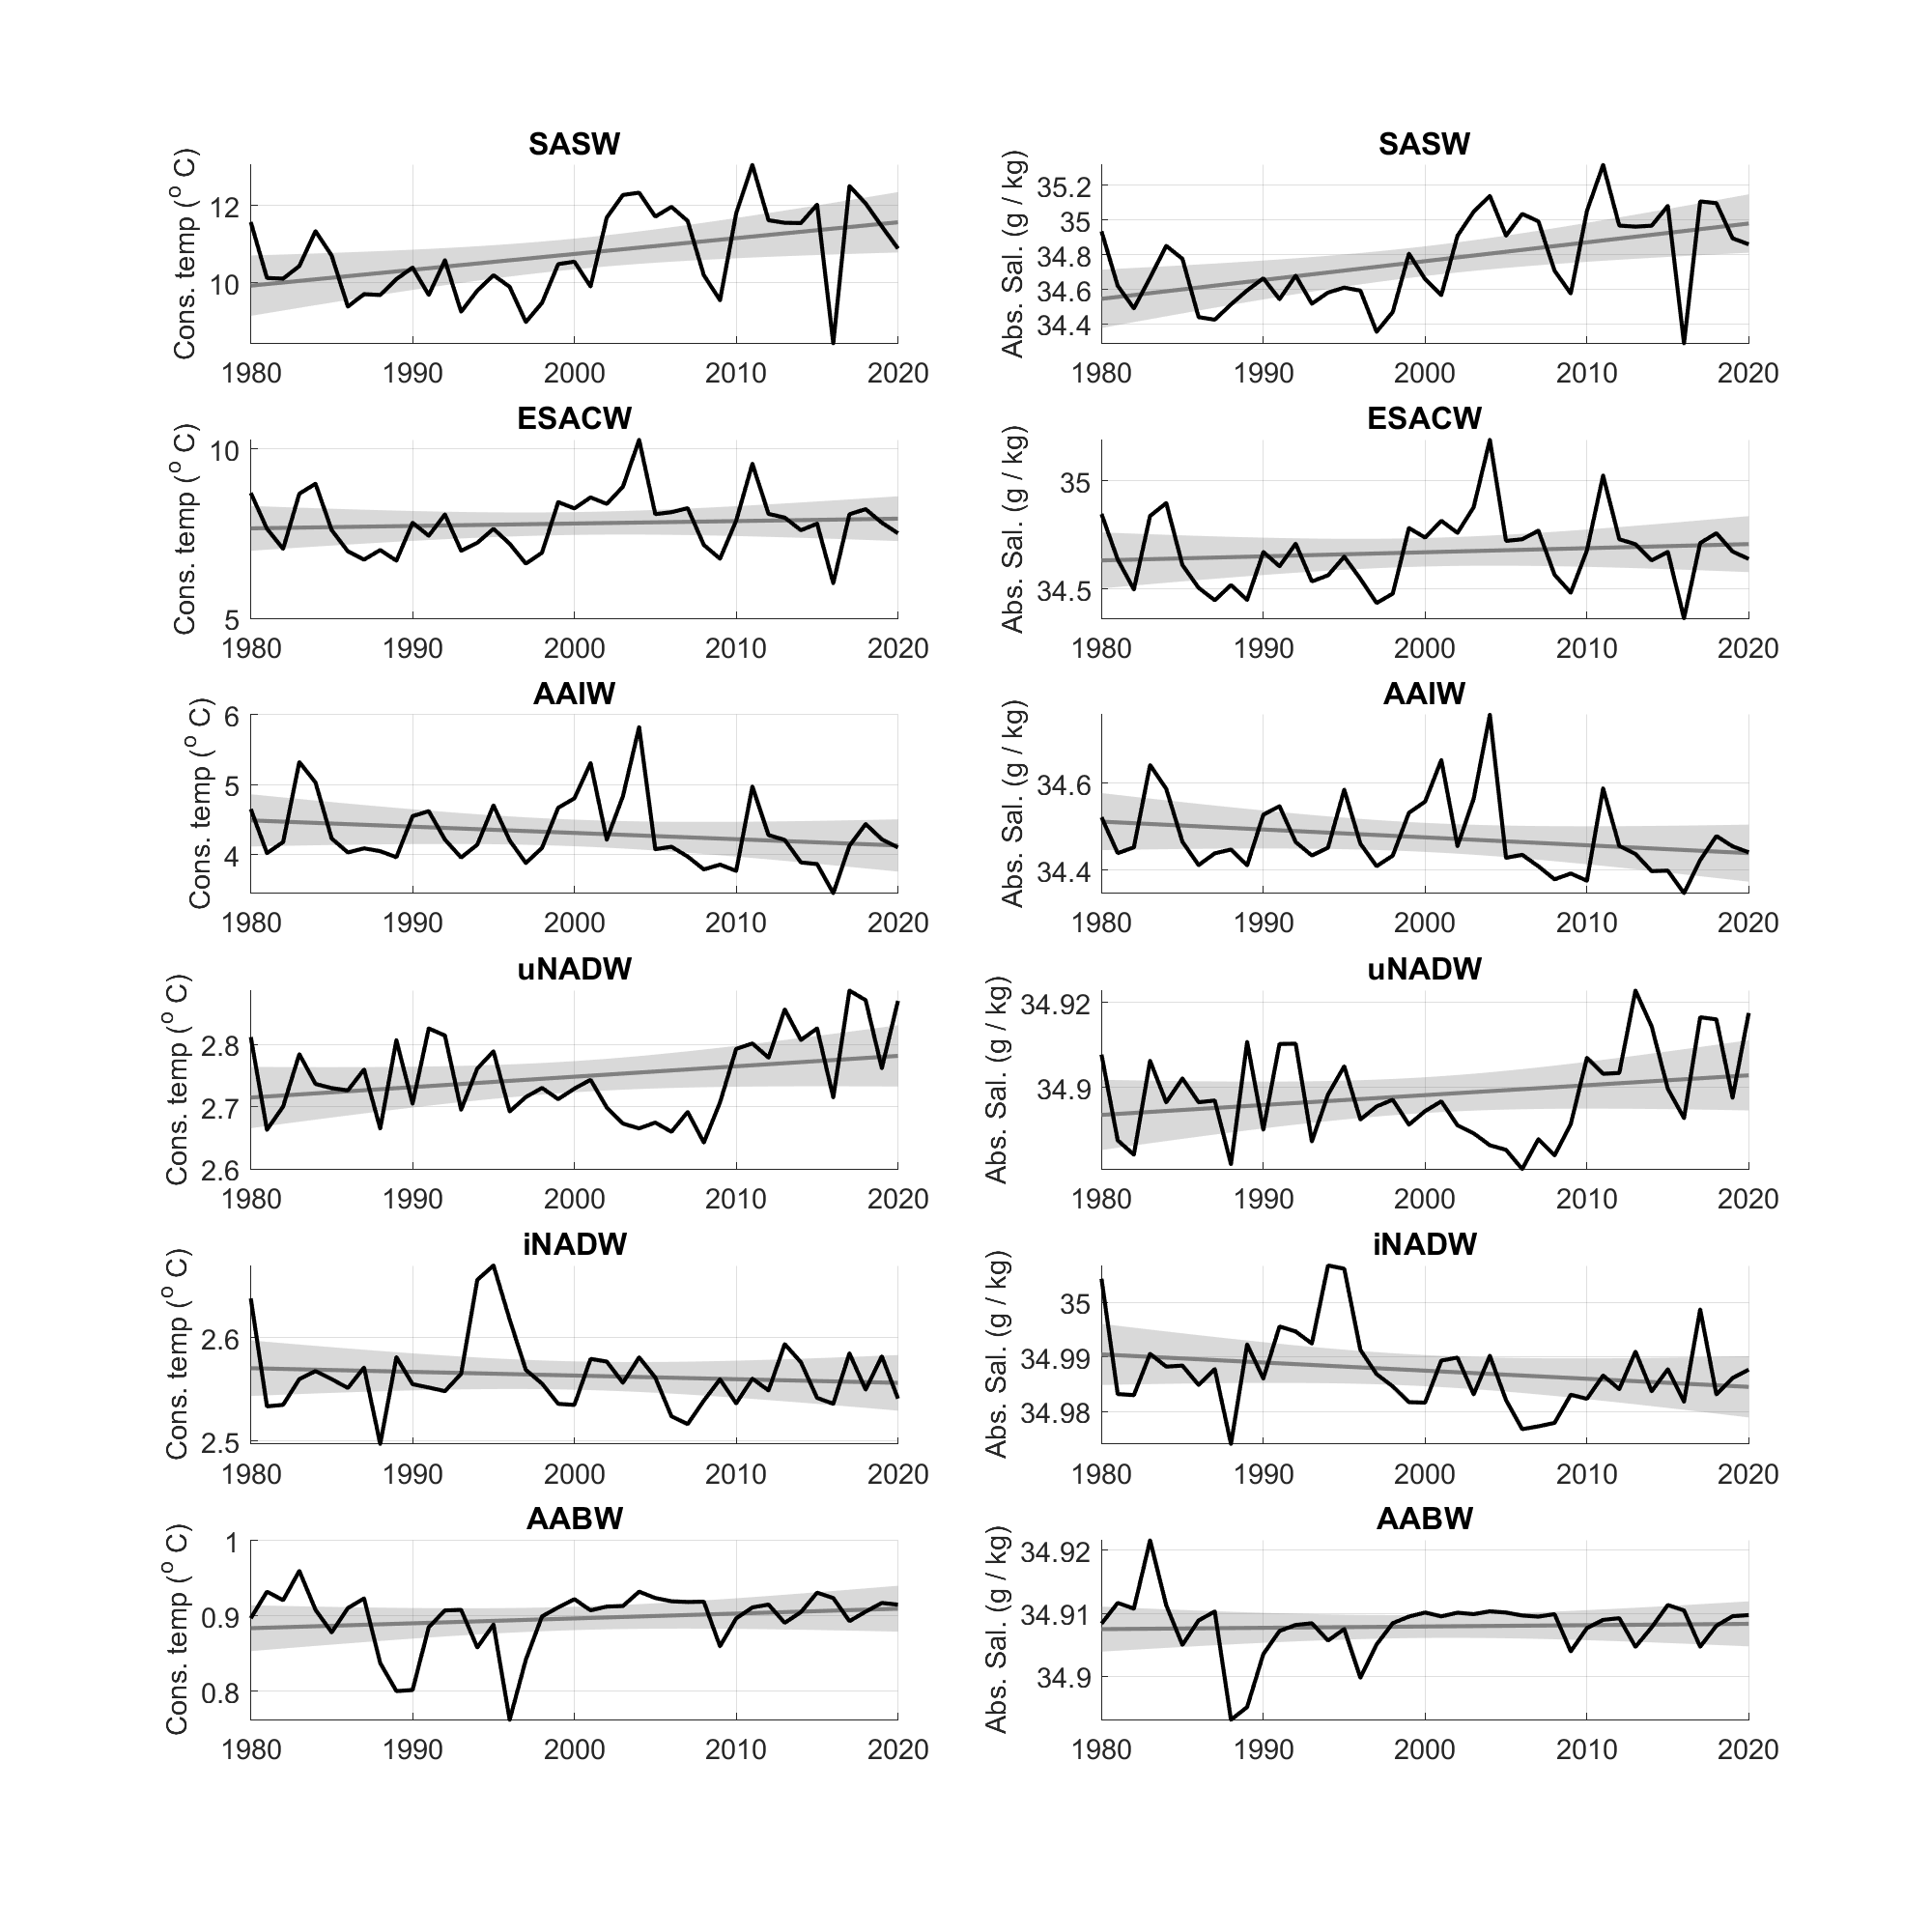 SASW
Cons. temp (° C)
12
10
1980 1990 2000 2010 2020
SASW
Abs. Sal. (g / kg)
35.2
35
34.8
34.6
34.4
1980 1990 2000 2010 2020
ESACW
Cons. temp (° C)
10
5
1980 1990 2000 2010 2020
ESACW
Abs. Sal. (g / kg)
35
34.5
1980 1990 2000 2010 2020
AAIW
Cons. temp (° C)
6
5
4
1980 1990 2000 2010 2020
AAIW
Abs. Sal. (g / kg)
34.6
34.4
1980 1990 2000 2010 2020
uNADW
Cons. temp (° C)
2.8
2.7
2.6
1980 1990 2000 2010 2020
uNADW
Abs. Sal. (g / kg)
34.92
34.9
1980 1990 2000 2010 2020
iNADW
Cons. temp (° C)
2.6
2.5
1980 1990 2000 2010 2020
iNADW
Abs. Sal. (g / kg)
35
34.99
34.98
1980 1990 2000 2010 2020
AABW
Cons. temp (° C)
1
0.9
0.8
1980 1990 2000 2010 2020
AABW
Abs. Sal. (g / kg)
34.92
34.91
34.9
1980 1990 2000 2010 2020